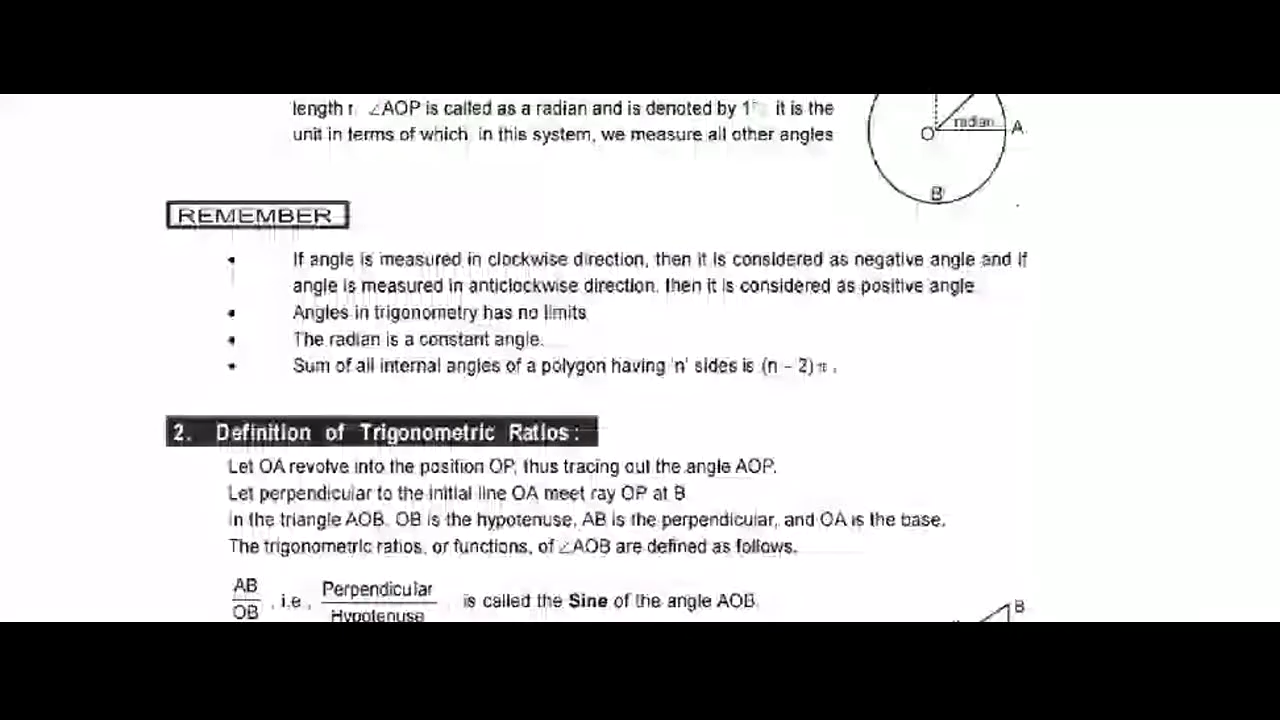 length r. ∠AOP is called as a radian and is denoted by 1ᶜ. it is the
unit in terms of which in this system, we measure all other angles
radian
O
A
B
REMEMBER
• If angle is measured in clockwise direction, then it is considered as negative angle and if
angle is measured in anticlockwise direction. then it is considered as positive angle
• Angles in trigonometry has no limits
• The radian is a constant angle.
• Sum of all internal angles of a polygon having 'n' sides is (n – 2)π.
2. Definition of Trigonometric Ratios:
Let OA revolve into the position OP, thus tracing out the angle AOP.
Let perpendicular to the initial line OA meet ray OP at B
In the triangle AOB. OB is the hypotenuse, AB is the perpendicular, and OA is the base.
The trigonometric ratios, or functions, of ∠AOB are defined as follows.
AB/OB, i.e., Perpendicular/Hypotenuse is called the Sine of the angle AOB.
B